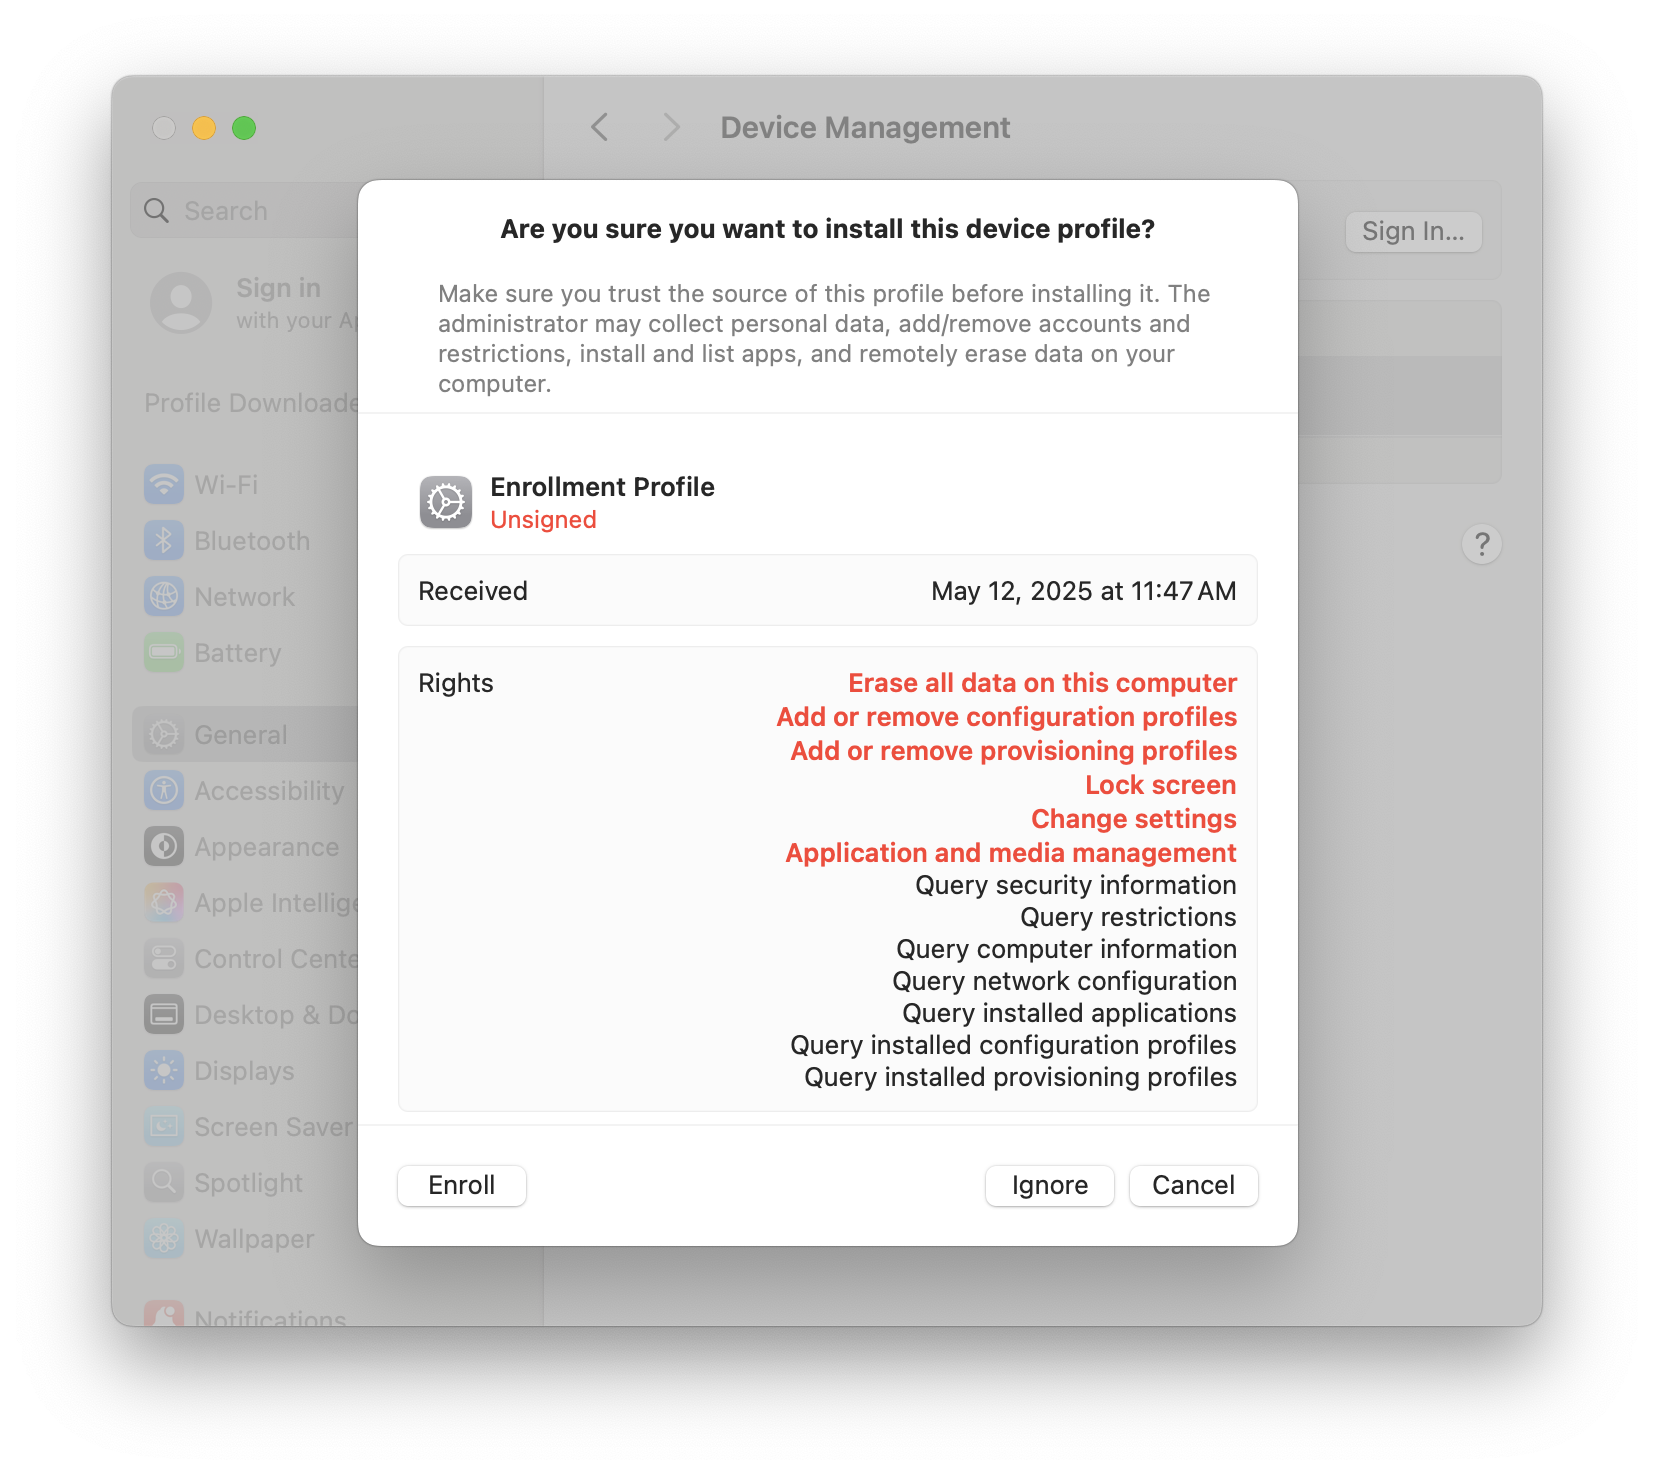 Device Management
Search
Sign In...
Sign in
with your Ap
Profile Downloade
Wi-Fi
Bluetooth
Network
Battery
General
Accessibility
Appearance
Apple Intellige
Control Cente
Desktop & Do
Displays
Screen Saver
Spotlight
Wallpaper
Notifications
?
Are you sure you want to install this device profile?
Make sure you trust the source of this profile before installing it. The
administrator may collect personal data, add/remove accounts and
restrictions, install and list apps, and remotely erase data on your
computer.
Enrollment Profile
Unsigned
Received May 12, 2025 at 11:47 AM
Rights Erase all data on this computer
Add or remove configuration profiles
Add or remove provisioning profiles
Lock screen
Change settings
Application and media management
Query security information
Query restrictions
Query computer information
Query network configuration
Query installed applications
Query installed configuration profiles
Query installed provisioning profiles
Enroll Ignore Cancel